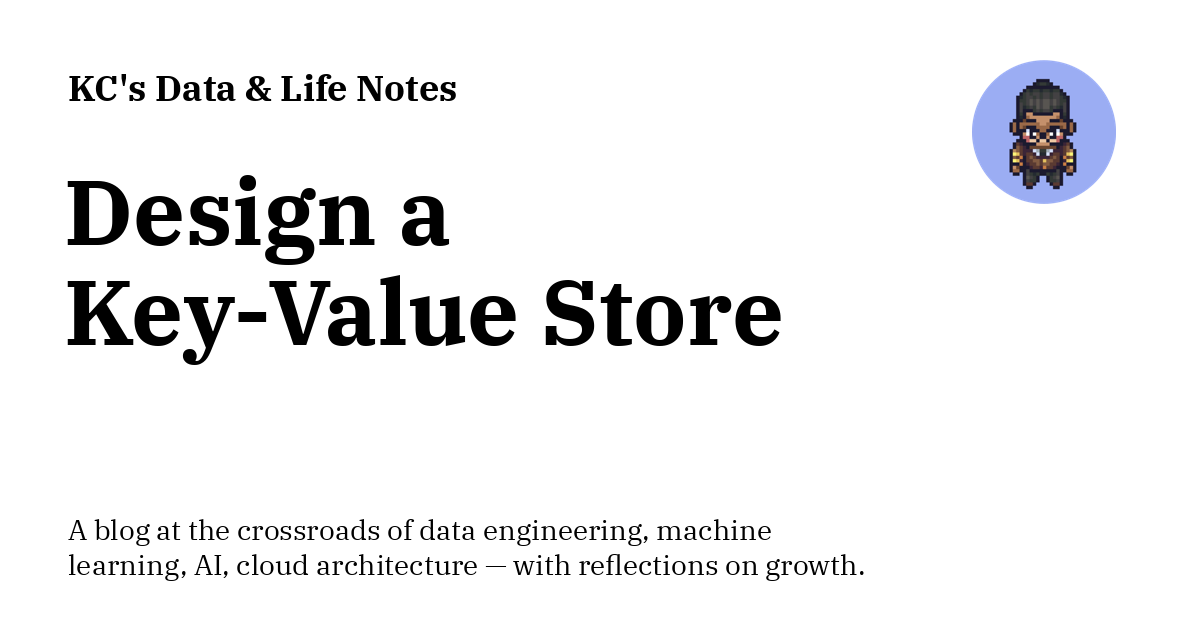 KC's Data & Life Notes
Design a
Key-Value Store
A blog at the crossroads of data engineering, machine
learning, AI, cloud architecture — with reflections on growth.